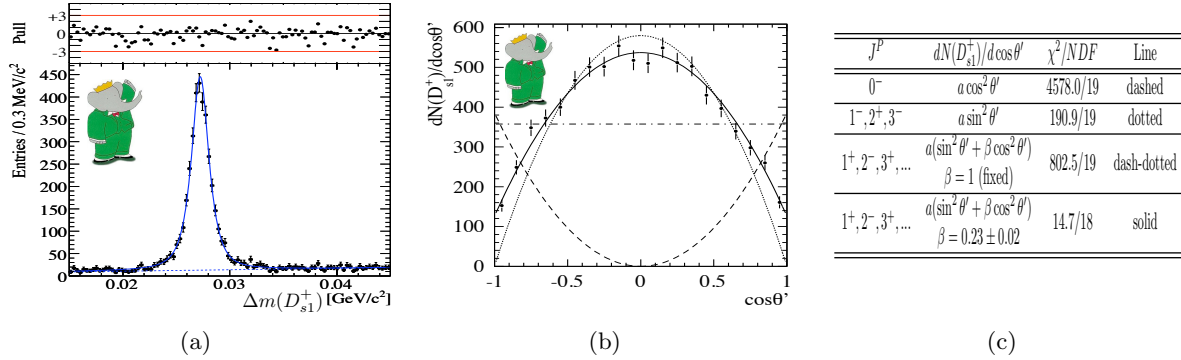 Pull
+3
0
-3
Entries / 0.3 MeV/c²
450
400
350
300
250
200
150
100
50
0
0.02
0.03
0.04
Δm(D⁺ₛ₁) [GeV/c²]
(a)
dN(D⁺ₛ₁)/dcosθ’
600
500
400
300
200
100
0
-1
-0.5
0
0.5
1
cosθ’
(b)
Jᴾ dN(D⁺ₛ₁)/d cos θ′ χ²/NDF Line
0⁻ a cos² θ′ 4578.0/19 dashed
1⁻, 2⁺, 3⁻ a sin² θ′ 190.9/19 dotted
1⁺, 2⁻, 3⁺, ... a(sin² θ′ + β cos² θ′) 802.5/19 dash-dotted
β = 1 (fixed)
1⁺, 2⁻, 3⁺, ... a(sin² θ′ + β cos² θ′) 14.7/18 solid
β = 0.23 ± 0.02
(c)